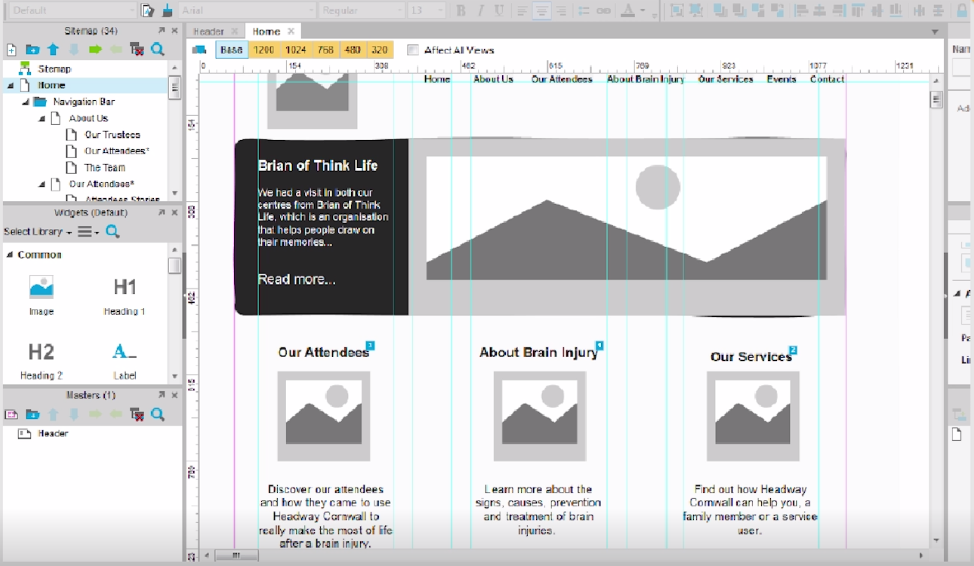 Default
Arial
Regular
13
B I U
Sitemap (34)
Header
Home
Base 1200 1024 768 480 320
Affect All Views
0 154 308 462 615 769 923 1077 1231
Sitemap
Home
Navigation Bar
About Us
Our Trustees
Our Attendees*
The Team
Our Attendees*
Attendees Stories
Widgets (Default)
Select Library
Common
Image
H1
Heading 1
H2
Heading 2
A_
Label
Masters (1)
Header
Home About Us Our Attendees About Brain Injury Our Services Events Contact
Brian of Think Life
We had a visit in both our
centres from Brian of Think
Life, which is an organisation
that helps people draw on
their memories...
Read more...
Our Attendees
About Brain Injury
Our Services
2
Discover our attendees
and how they came to use
Headway Cornwall to
really make the most of life
after a brain injury.
Learn more about the
signs, causes, prevention
and treatment of brain
injuries.
Find out how Headway
Cornwall can help you, a
family member or a service
user.